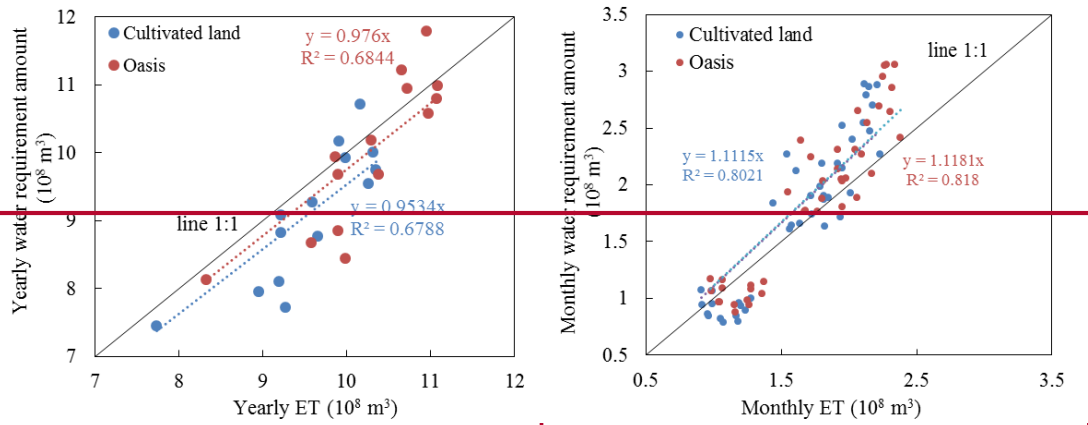 Yearly water requirement amount
(10⁸ m³)
12
11
10
9
8
7
Cultivated land
Oasis
y = 0.976x
R² = 0.6844
line 1:1
y = 0.9534x
R² = 0.6788
7
8
9
10
11
12
Yearly ET (10⁸ m³)
Monthly water requirement amount
(10⁸ m³)
3.5
3
2.5
2
1.5
1
0.5
Cultivated land
Oasis
line 1:1
y = 1.1115x
R² = 0.8021
y = 1.1181x
R² = 0.818
0.5
1.5
2.5
3.5
Monthly ET (10⁸ m³)